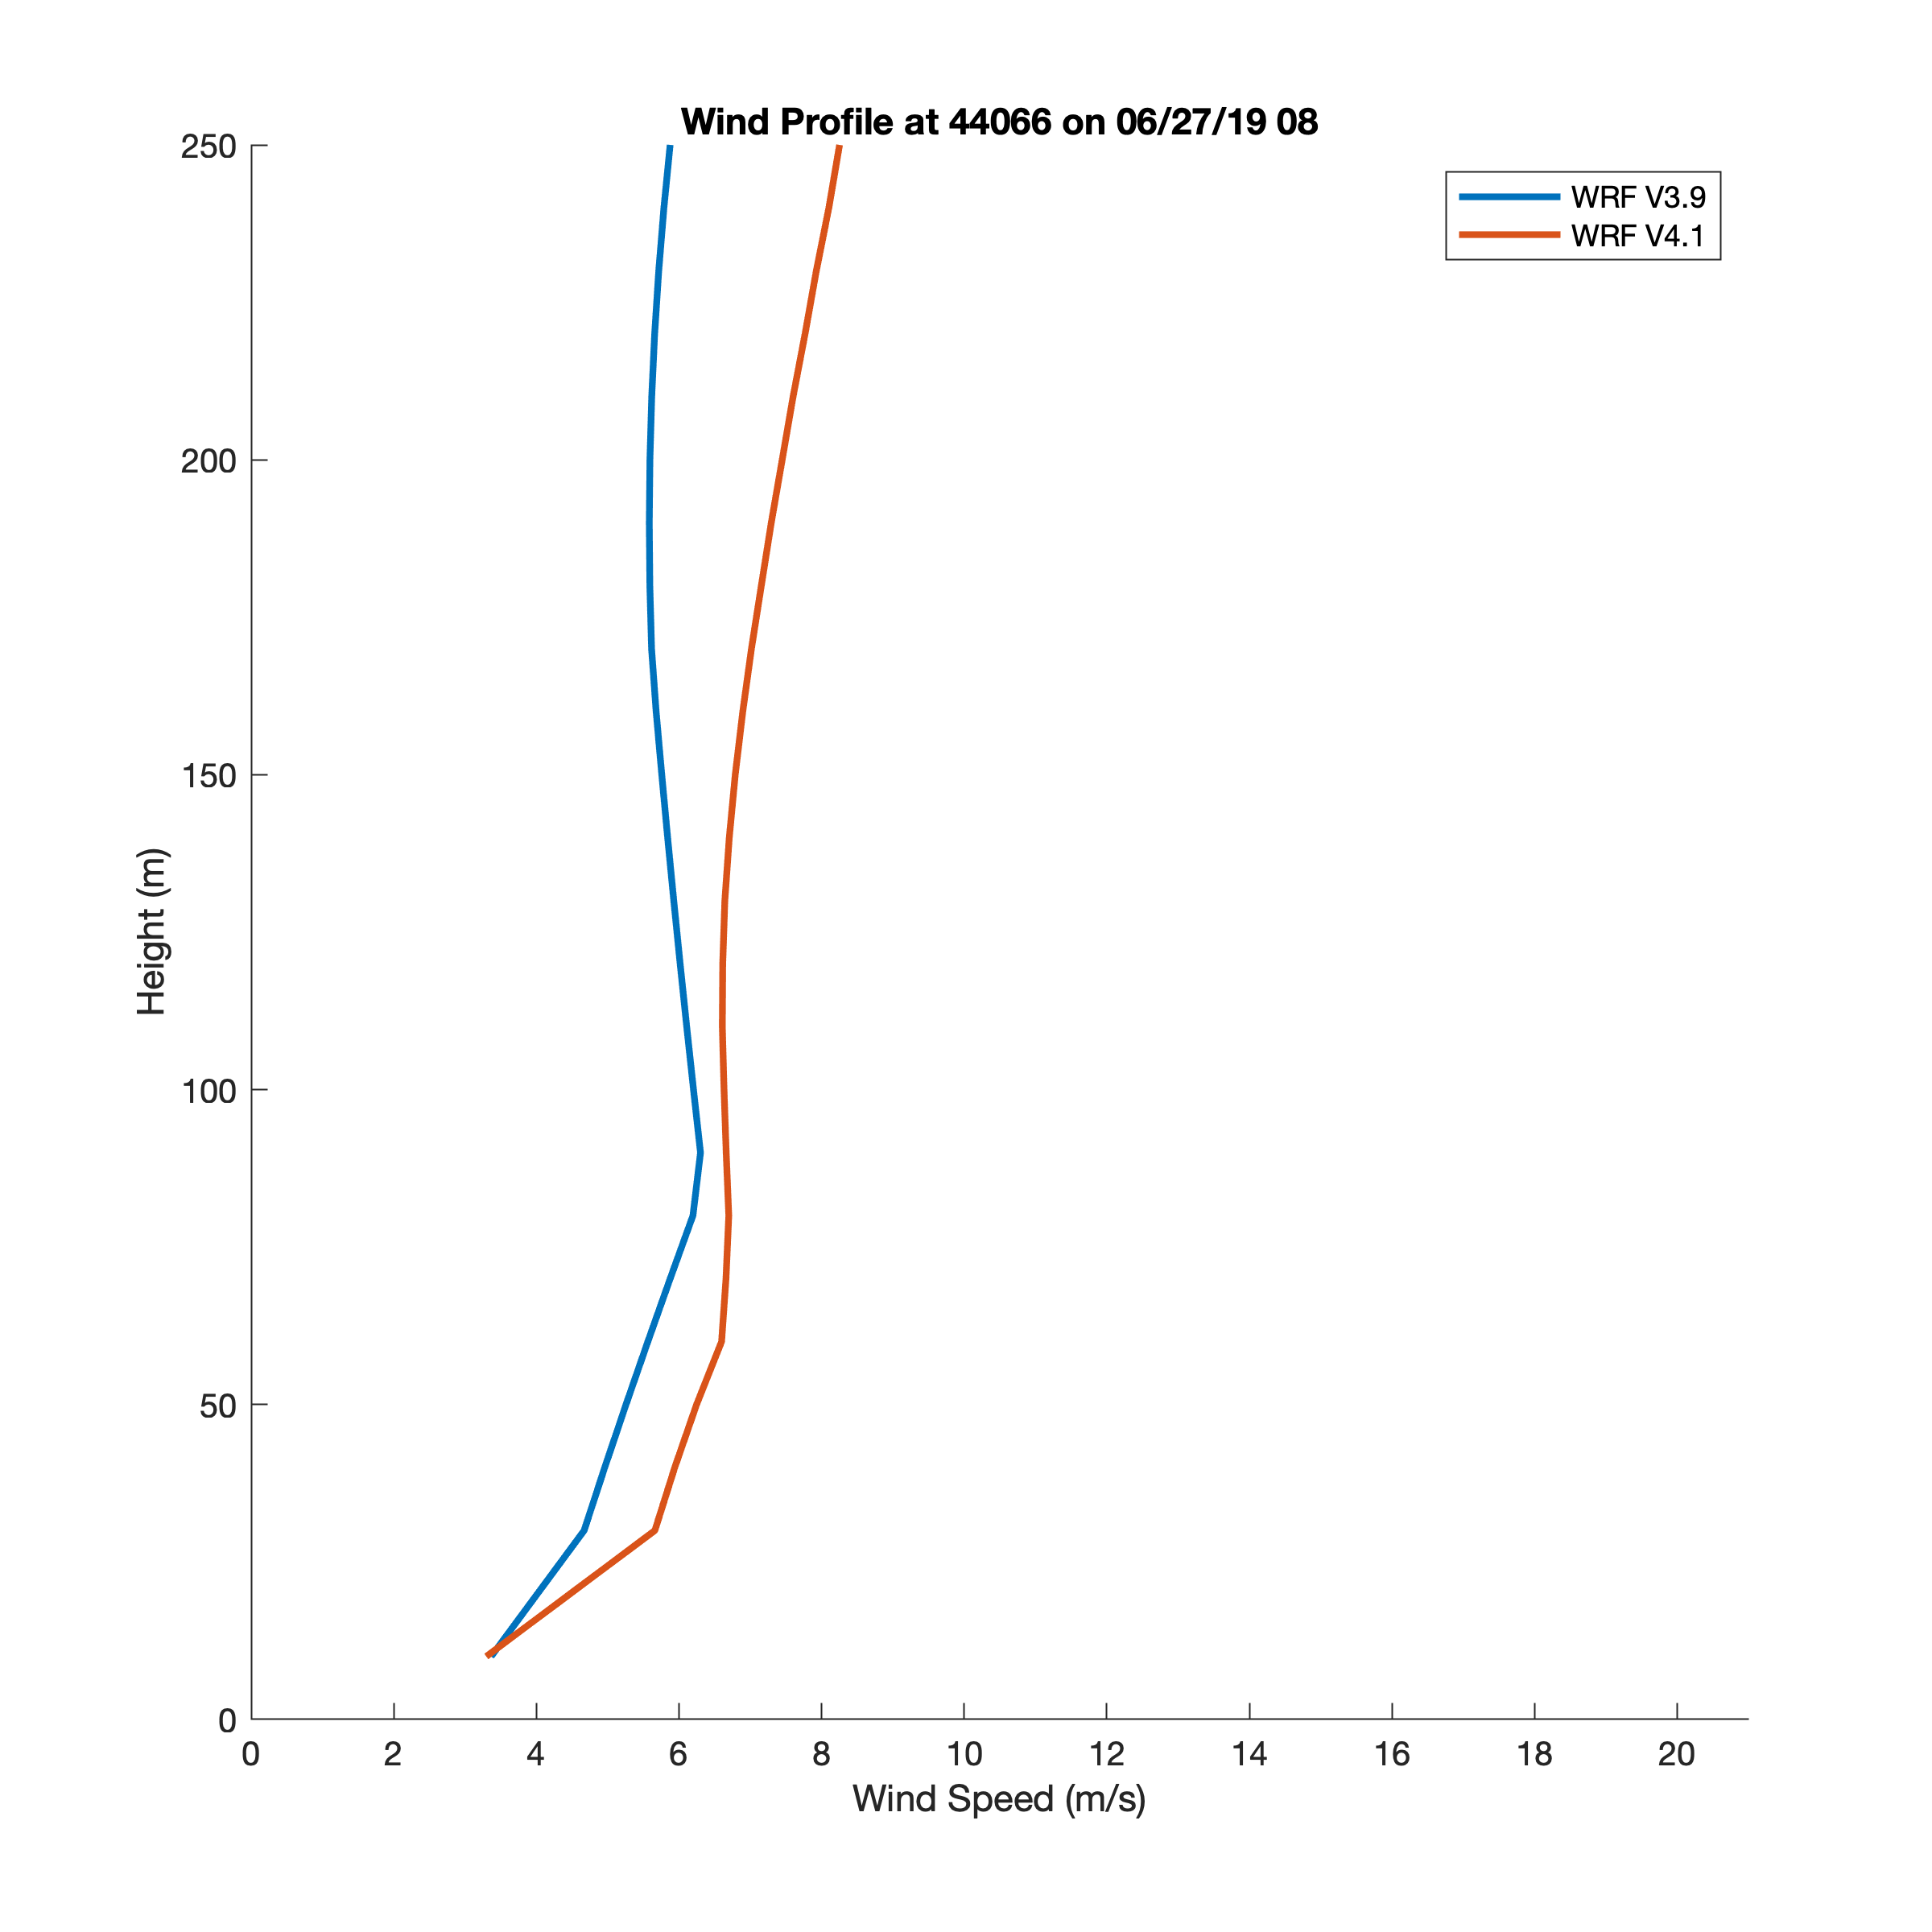 Wind Profile at 44066 on 06/27/19 08
WRF V3.9
WRF V4.1
250
200
150
100
50
0
Height (m)
0 2 4 6 8 10 12 14 16 18 20
Wind Speed (m/s)